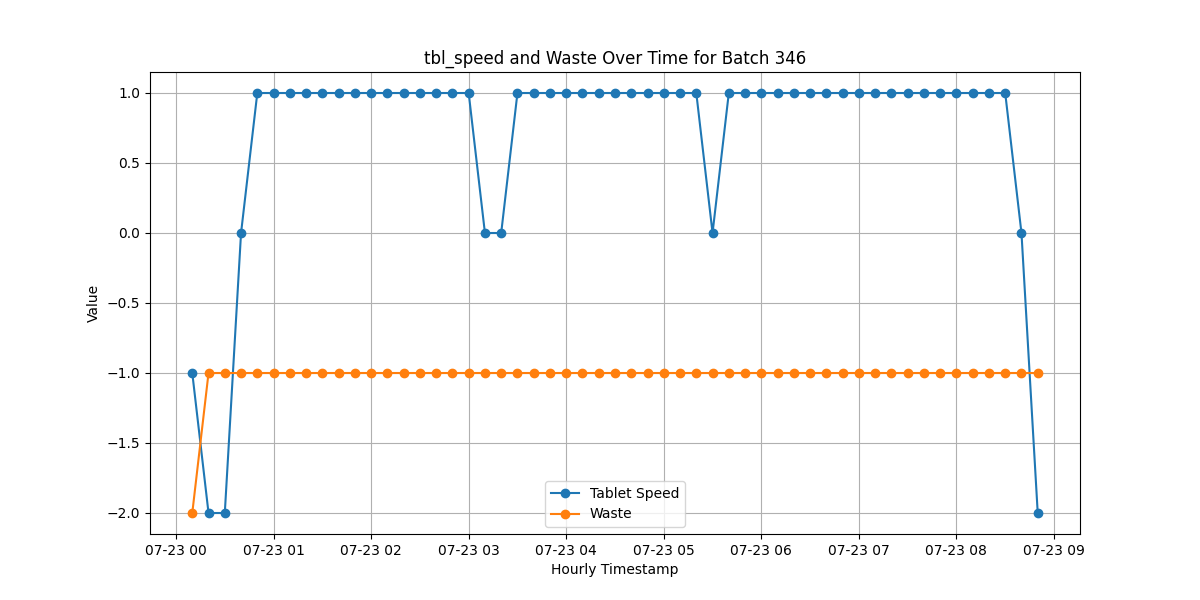 tbl_speed and Waste Over Time for Batch 346
1.0
0.5
0.0
−0.5
−1.0
−1.5
−2.0
Value
Tablet Speed
Waste
07-23 00 07-23 01 07-23 02 07-23 03 07-23 04 07-23 05 07-23 06 07-23 07 07-23 08 07-23 09
Hourly Timestamp